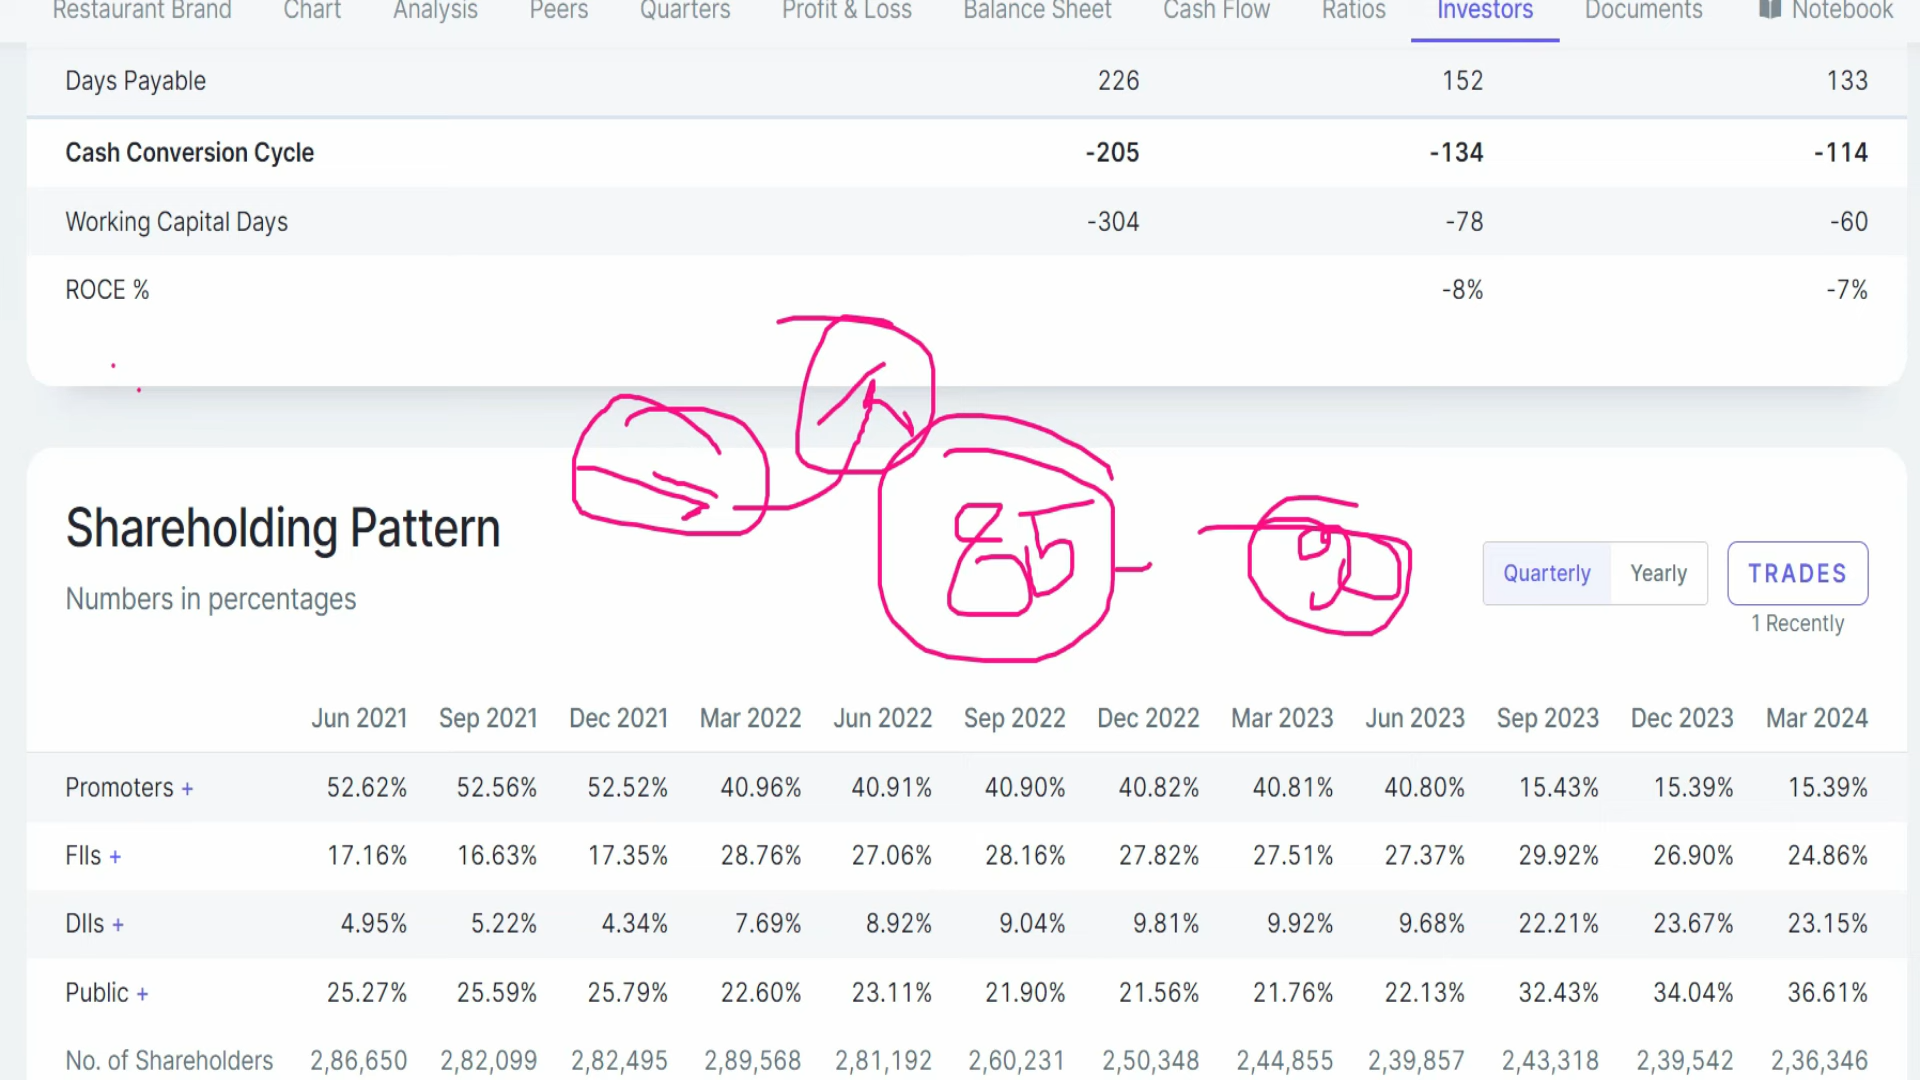 Restaurant Brand Chart Analysis Peers Quarters Profit & Loss Balance Sheet Cash Flow Ratios Investors Documents Notebook
Days Payable 226 152 133
Cash Conversion Cycle -205 -134 -114
Working Capital Days -304 -78 -60
ROCE % -8% -7%
85
Shareholding Pattern
Quarterly Yearly TRADES
Numbers in percentages
1 Recently
Jun 2021 Sep 2021 Dec 2021 Mar 2022 Jun 2022 Sep 2022 Dec 2022 Mar 2023 Jun 2023 Sep 2023 Dec 2023 Mar 2024
Promoters + 52.62% 52.56% 52.52% 40.96% 40.91% 40.90% 40.82% 40.81% 40.80% 15.43% 15.39% 15.39%
FIIs + 17.16% 16.63% 17.35% 28.76% 27.06% 28.16% 27.82% 27.51% 27.37% 29.92% 26.90% 24.86%
DIIs + 4.95% 5.22% 4.34% 7.69% 8.92% 9.04% 9.81% 9.92% 9.68% 22.21% 23.67% 23.15%
Public + 25.27% 25.59% 25.79% 22.60% 23.11% 21.90% 21.56% 21.76% 22.13% 32.43% 34.04% 36.61%
No. of Shareholders 2,86,650 2,82,099 2,82,495 2,89,568 2,81,192 2,60,231 2,50,348 2,44,855 2,39,857 2,43,318 2,39,542 2,36,346